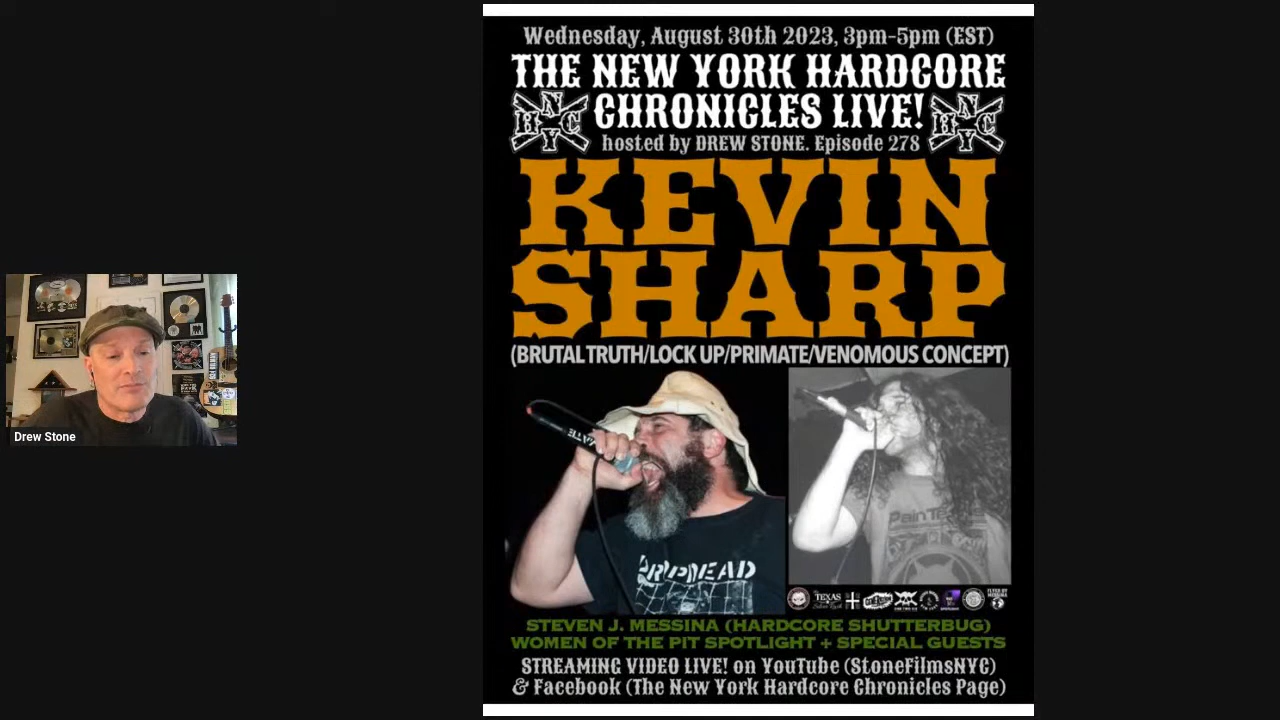 Wednesday, August 30th 2023, 3pm-5pm (EST)
THE NEW YORK HARDCORE
CHRONICLES LIVE!
N
H C
Y
N
H C
Y
hosted by DREW STONE. Episode 278
KEVIN
SHARP
(BRUTAL TRUTH/LOCK UP/PRIMATE/VENOMOUS CONCEPT)
Drew Stone
TEXAS
STEVEN J. MESSINA (HARDCORE SHUTTERBUG)
WOMEN OF THE PIT SPOTLIGHT + SPECIAL GUESTS
STREAMING VIDEO LIVE! on YouTube (StoneFilmsNYC)
& Facebook (The New York Hardcore Chronicles Page)